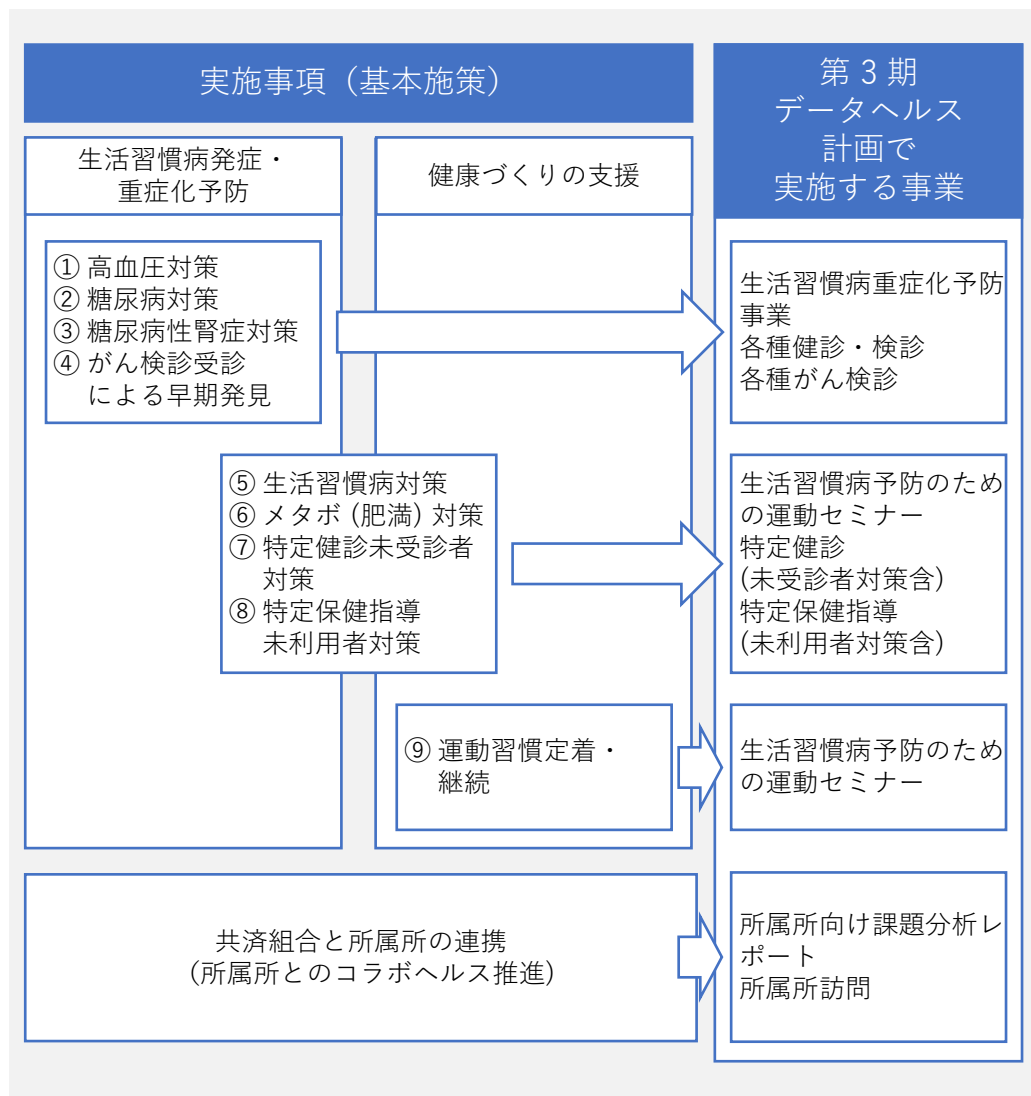 実施事項（基本施策）
第 3 期
データヘルス
計画で
実施する事業
生活習慣病発症・
重症化予防
健康づくりの支援
① 高血圧対策
② 糖尿病対策
③ 糖尿病性腎症対策
④ がん検診受診
による早期発見
生活習慣病重症化予防
事業
各種健診・検診
各種がん検診
⑤ 生活習慣病対策
⑥ メタボ (肥満) 対策
⑦ 特定健診未受診者
対策
⑧ 特定保健指導
未利用者対策
生活習慣病予防のため
の運動セミナー
特定健診
(未受診者対策含)
特定保健指導
(未利用者対策含)
⑨ 運動習慣定着・
継続
生活習慣病予防のため
の運動セミナー
共済組合と所属所の連携
(所属所とのコラボヘルス推進)
所属所向け課題分析レ
ポート
所属所訪問